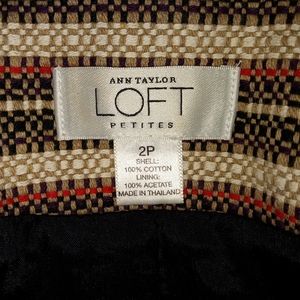 ANN TAYLOR
LOFT
PETITES
2P
SHELL:
100% COTTON
LINING:
100% ACETATE
MADE IN THAILAND